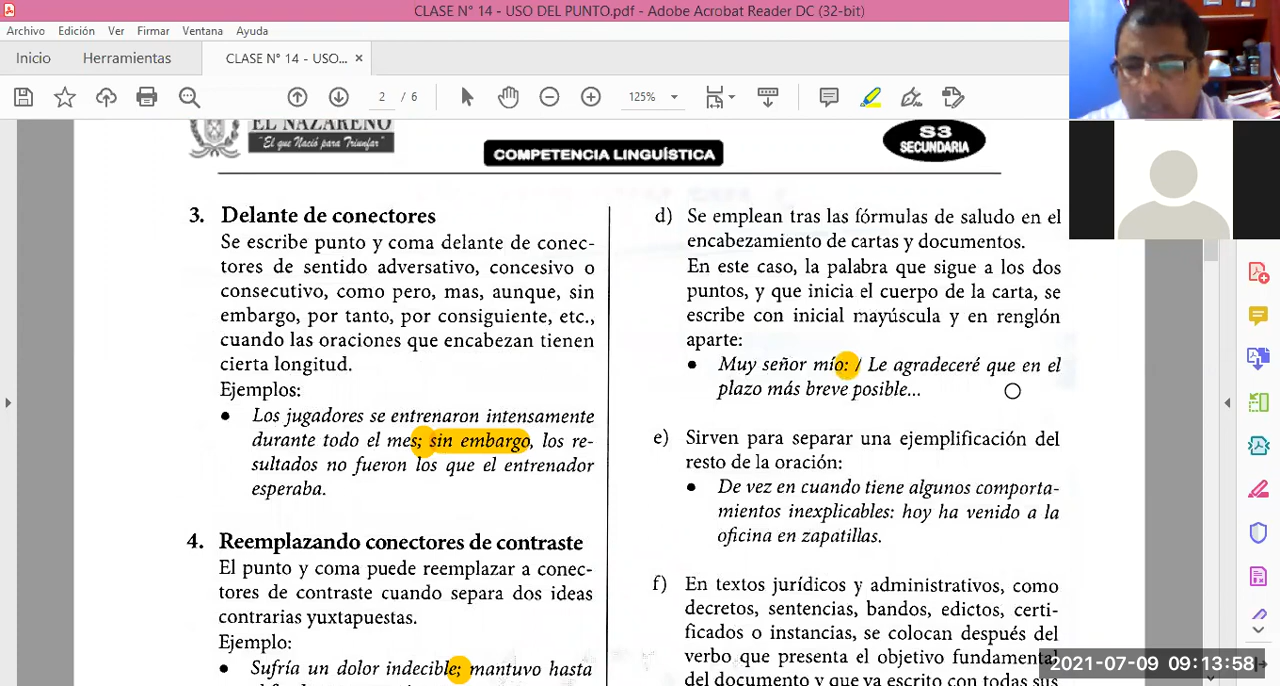 CLASE N° 14 - USO DEL PUNTO.pdf - Adobe Acrobat Reader DC (32-bit)
Archivo Edición Ver Firmar Ventana Ayuda
Inicio Herramientas CLASE N° 14 - USO... ×
2 / 6 125%
EL NAZARENO
"El que Nació para Triunfar"
COMPETENCIA LINGUÍSTICA
S3
SECUNDARIA
3. Delante de conectores
Se escribe punto y coma delante de conec-
tores de sentido adversativo, concesivo o
consecutivo, como pero, mas, aunque, sin
embargo, por tanto, por consiguiente, etc.,
cuando las oraciones que encabezan tienen
cierta longitud.
Ejemplos:
• Los jugadores se entrenaron intensamente
durante todo el mes; sin embargo, los re-
sultados no fueron los que el entrenador
esperaba.
4. Reemplazando conectores de contraste
El punto y coma puede reemplazar a conec-
tores de contraste cuando separa dos ideas
contrarias yuxtapuestas.
Ejemplo:
• Sufría un dolor indecible; mantuvo hasta
d) Se emplean tras las fórmulas de saludo en el
encabezamiento de cartas y documentos.
En este caso, la palabra que sigue a los dos
puntos, y que inicia el cuerpo de la carta, se
escribe con inicial mayúscula y en renglón
aparte:
• Muy señor mío: / Le agradeceré que en el
plazo más breve posible...
e) Sirven para separar una ejemplificación del
resto de la oración:
• De vez en cuando tiene algunos comporta-
mientos inexplicables: hoy ha venido a la
oficina en zapatillas.
f) En textos jurídicos y administrativos, como
decretos, sentencias, bandos, edictos, certi-
ficados o instancias, se colocan después del
verbo que presenta el objetivo fundamental
del documento y que va escrito con todas sus
2021-07-09 09:13:58